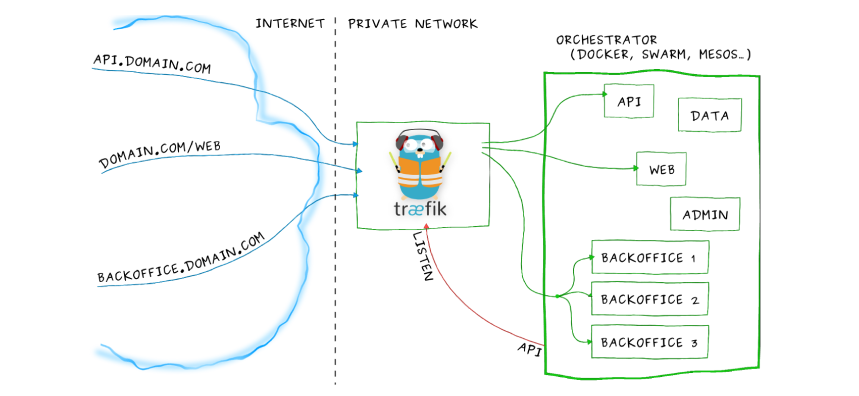 INTERNET
PRIVATE NETWORK
ORCHESTRATOR
(DOCKER, SWARM, MESOS…)
API.DOMAIN.COM
DOMAIN.COM/WEB
BACKOFFICE.DOMAIN.COM
træfik
LISTEN
API
API
DATA
WEB
ADMIN
BACKOFFICE 1
BACKOFFICE 2
BACKOFFICE 3